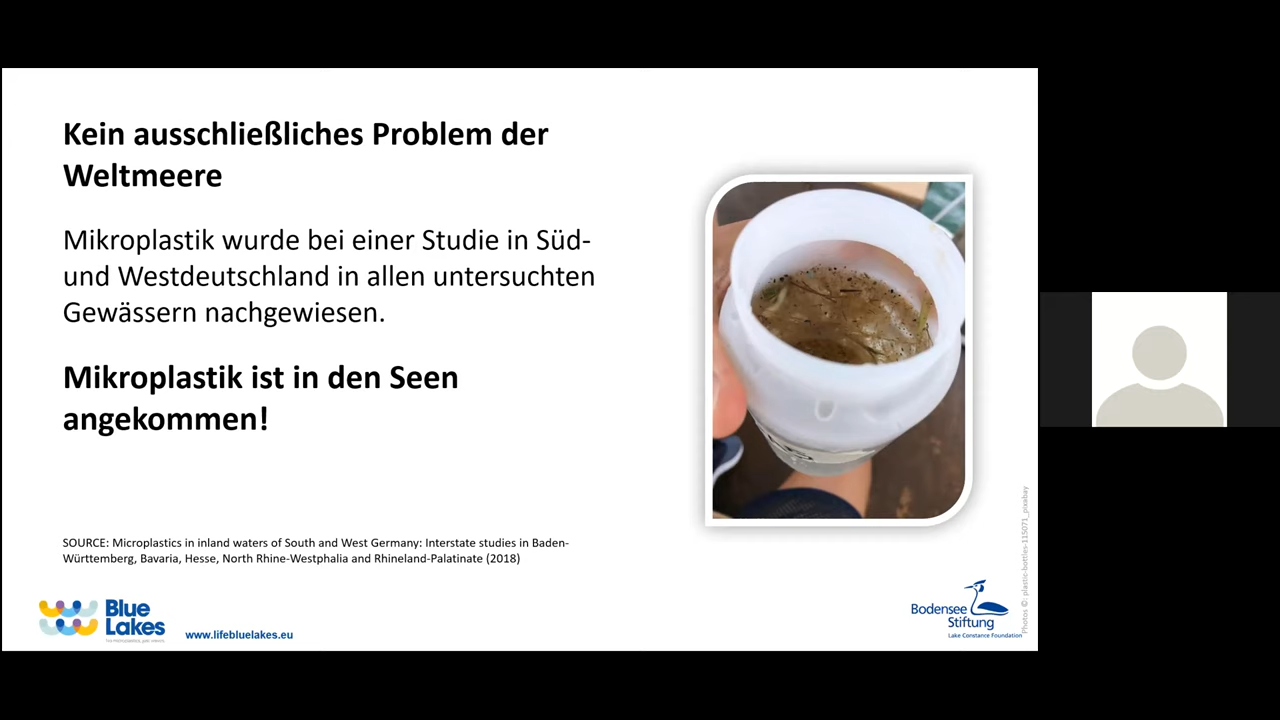 Kein ausschließliches Problem der
Weltmeere
Mikroplastik wurde bei einer Studie in Süd-
und Westdeutschland in allen untersuchten
Gewässern nachgewiesen.
Mikroplastik ist in den Seen
angekommen!
SOURCE: Microplastics in inland waters of South and West Germany: Interstate studies in Baden-
Württemberg, Bavaria, Hesse, North Rhine-Westphalia and Rhineland-Palatinate (2018)
Blue
Lakes
www.lifebluelakes.eu
Bodensee
Stiftung
Lake Constance Foundation
Photos ©: plastic-bottles-115071_pixabay